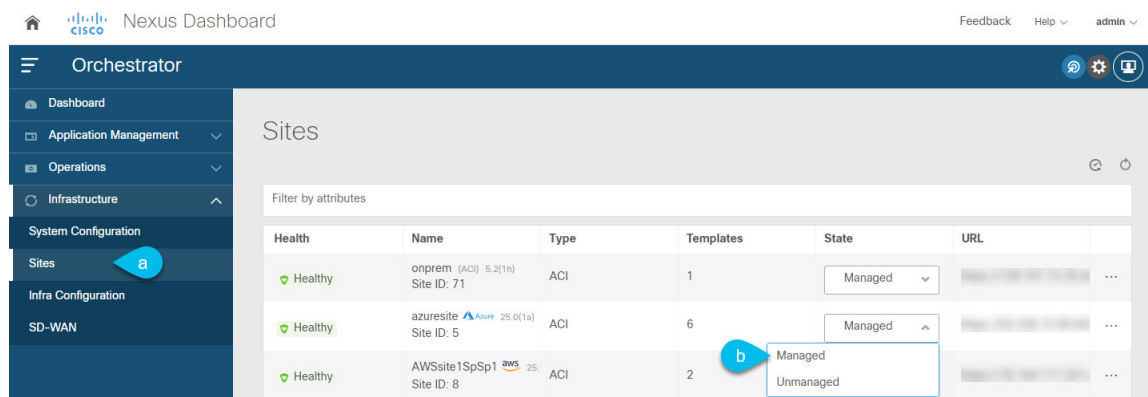 cisco Nexus Dashboard
Feedback Help admin
Orchestrator
Dashboard
Application Management
Operations
Infrastructure
System Configuration
Sites a
Infra Configuration
SD-WAN
Sites
Filter by attributes
Health Name Type Templates State URL
Healthy onprem (ACI) 5.2(1h) ACI 1 Managed
Site ID: 71
Healthy azuresite Azure 25.0(1a) ACI 6 Managed
Site ID: 5
b Managed
Unmanaged
Healthy AWSsite1SpSp1 aws 25. ACI 2
Site ID: 8